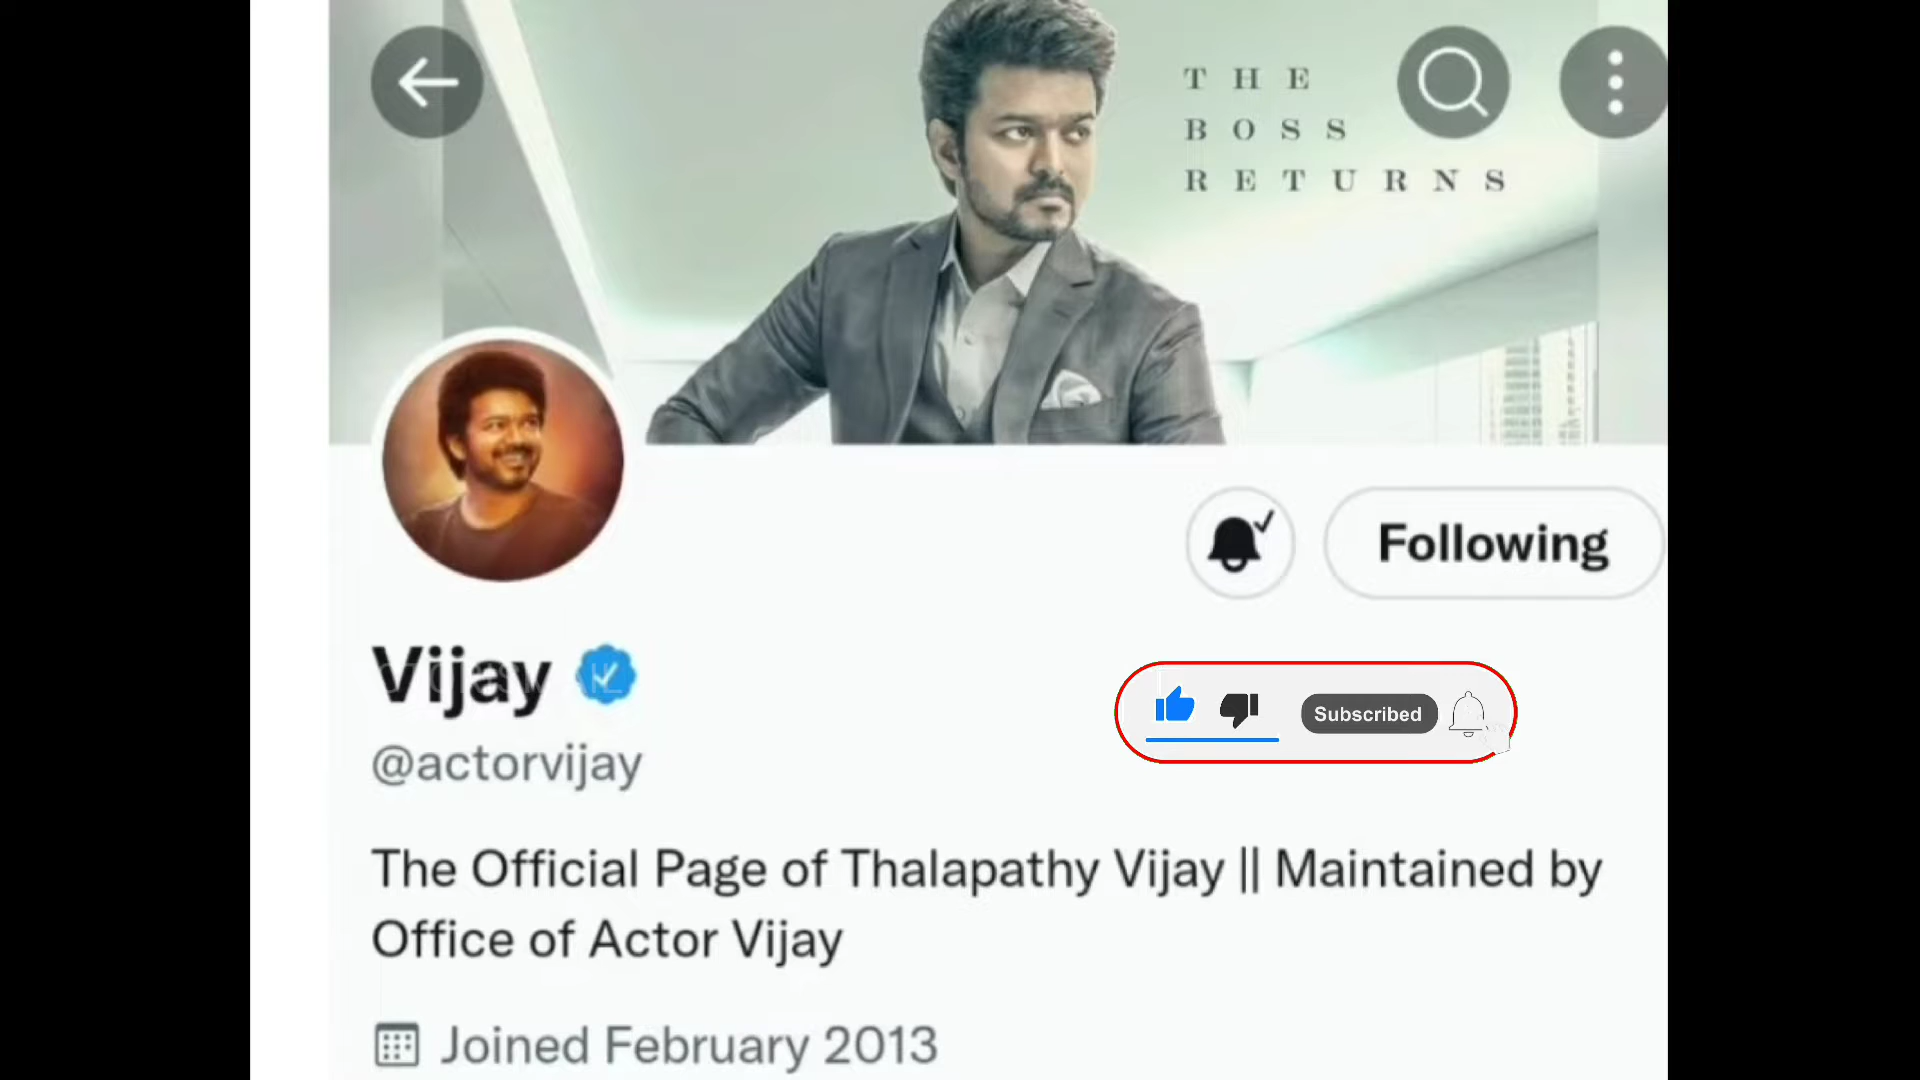 THE
BOSS
RETURNS
Following
Vijay
@actorvijay
Subscribed
The Official Page of Thalapathy Vijay || Maintained by
Office of Actor Vijay
Joined February 2013